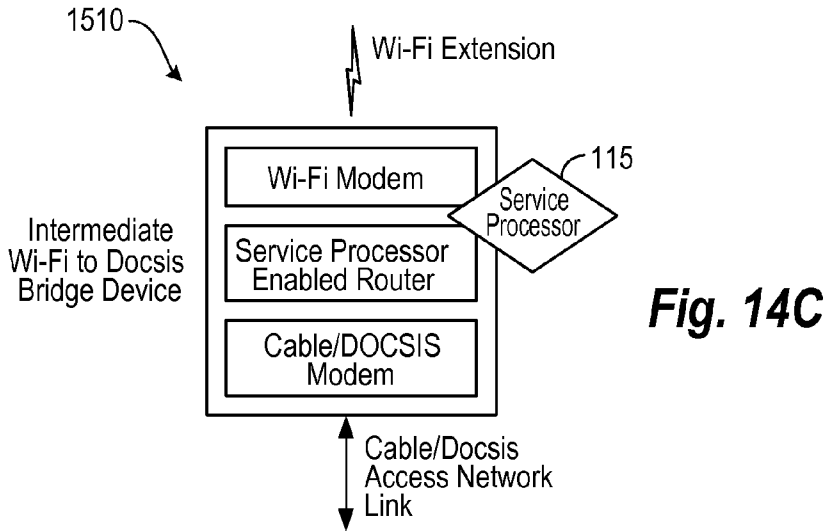 1510
Wi-Fi Extension
115
Wi-Fi Modem
Service
Processor
Intermediate
Wi-Fi to Docsis
Bridge Device
Service Processor
Enabled Router
Fig. 14C
Cable/DOCSIS
Modem
Cable/Docsis
Access Network
Link